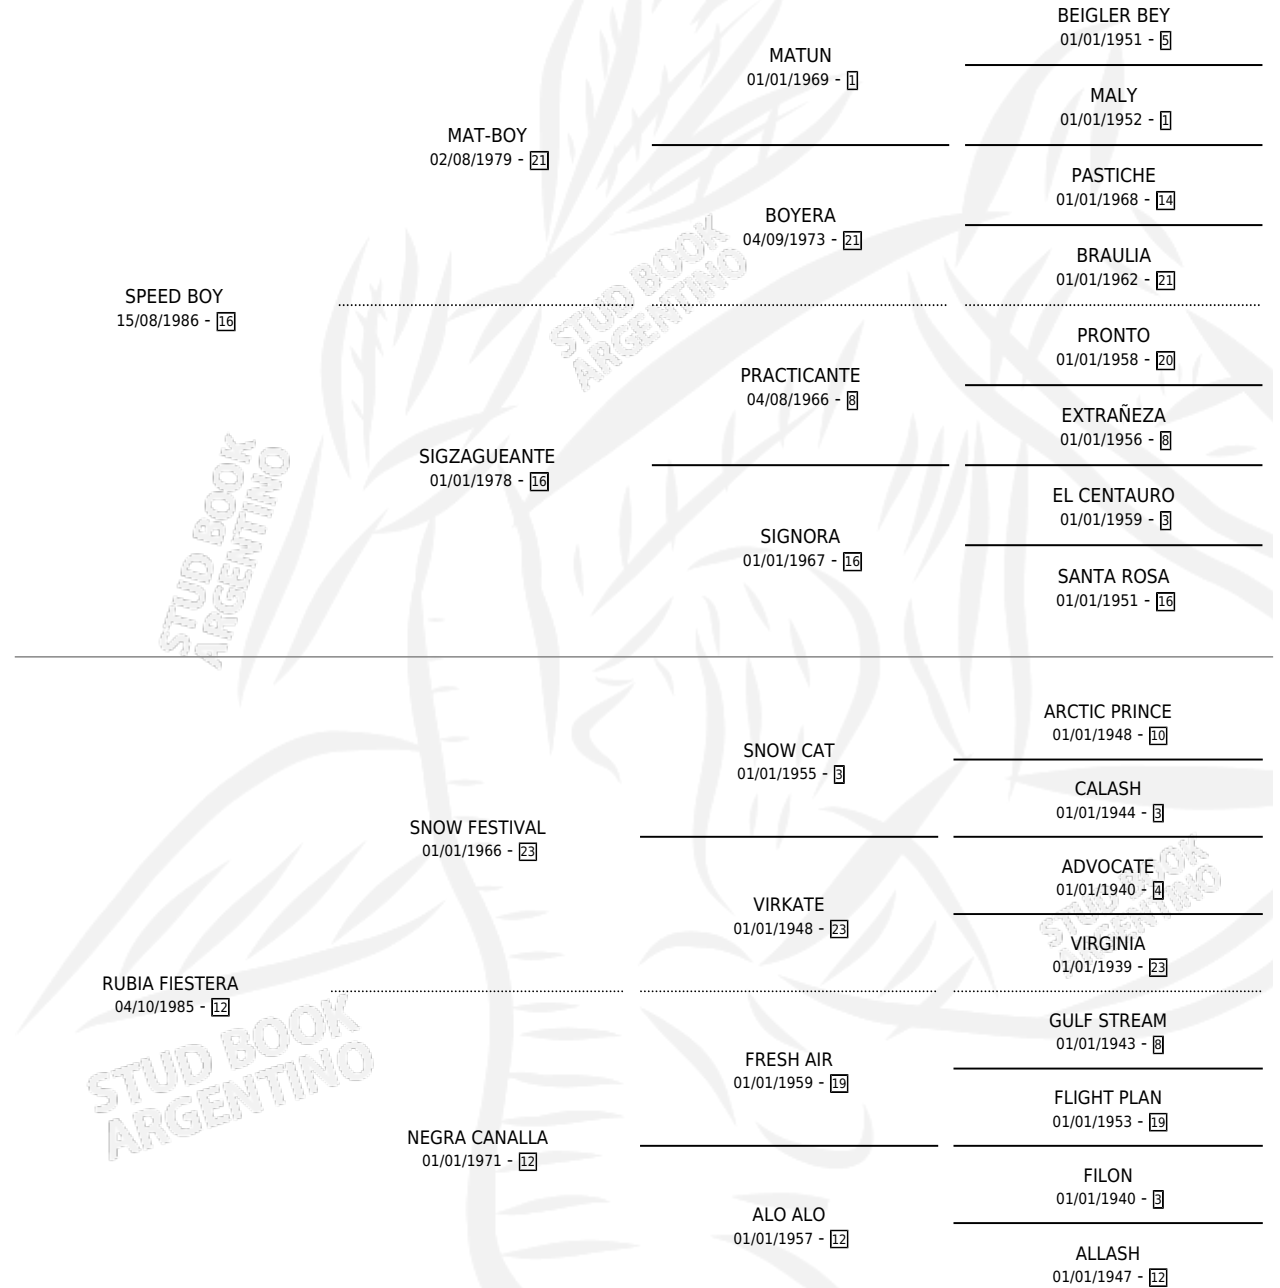 BEIGLER BEY
01/01/1951 - 5
MATUN
01/01/1969 - 1
MALY
01/01/1952 - 1
MAT-BOY
02/08/1979 - 21
PASTICHE
01/01/1968 - 14
BOYERA
04/09/1973 - 21
BRAULIA
01/01/1962 - 21
SPEED BOY
15/08/1986 - 16
PRONTO
01/01/1958 - 20
PRACTICANTE
04/08/1966 - 8
EXTRAÑEZA
01/01/1956 - 8
SIGZAGUEANTE
01/01/1978 - 16
EL CENTAURO
01/01/1959 - 3
SIGNORA
01/01/1967 - 16
SANTA ROSA
01/01/1951 - 16
ARCTIC PRINCE
01/01/1948 - 10
SNOW CAT
01/01/1955 - 3
CALASH
01/01/1944 - 3
SNOW FESTIVAL
01/01/1966 - 23
ADVOCATE
01/01/1940 - 4
VIRKATE
01/01/1948 - 23
VIRGINIA
01/01/1939 - 23
RUBIA FIESTERA
04/10/1985 - 12
GULF STREAM
01/01/1943 - 8
FRESH AIR
01/01/1959 - 19
FLIGHT PLAN
01/01/1953 - 19
NEGRA CANALLA
01/01/1971 - 12
FILON
01/01/1940 - 3
ALO ALO
01/01/1957 - 12
ALLASH
01/01/1947 - 12
STUD BOOK
ARGENTINO
STUD BOOK
ARGENTINO
STUD BOOK
ARGENTINO
STUD BOOK
ARGENTINO